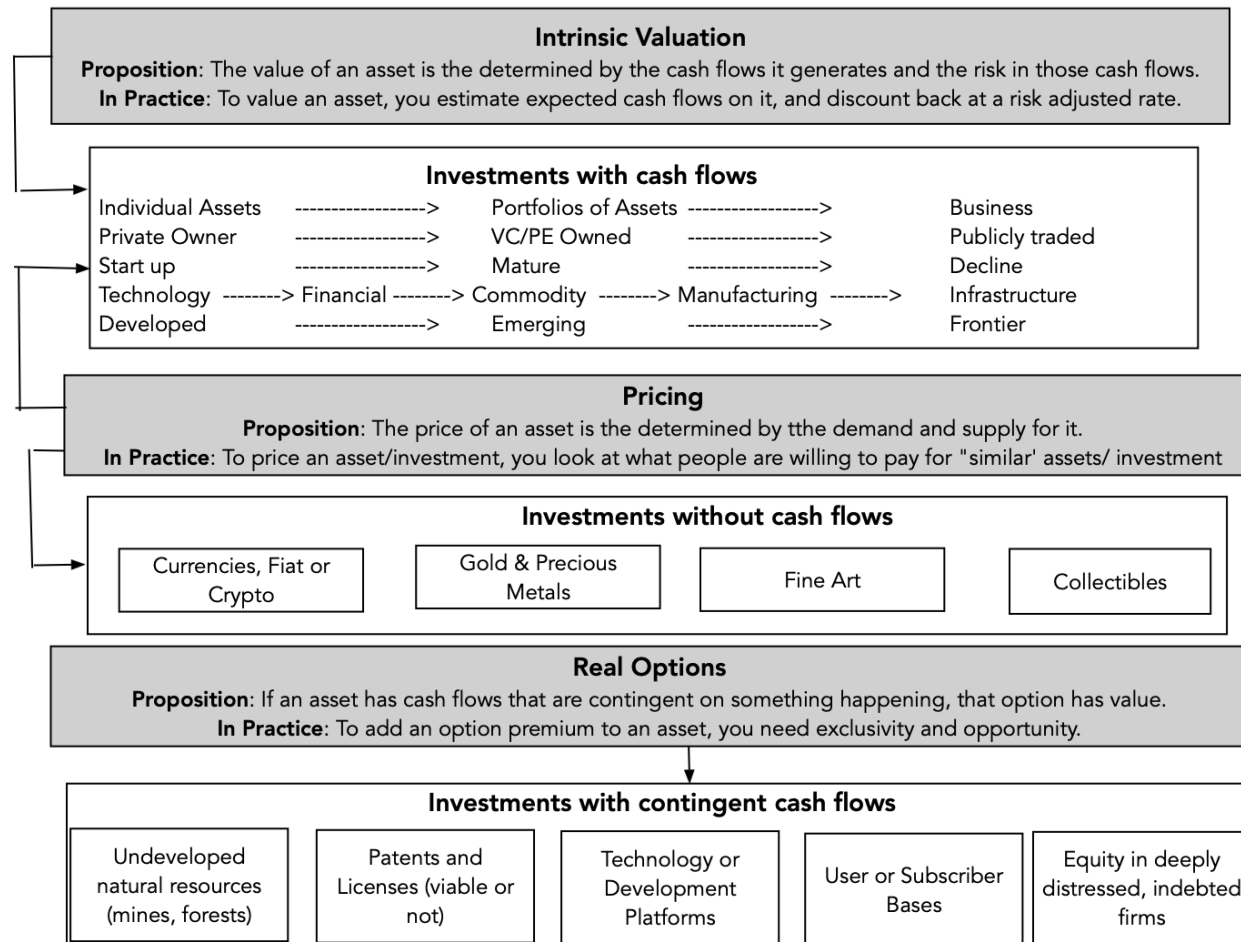 Intrinsic Valuation
Proposition: The value of an asset is the determined by the cash flows it generates and the risk in those cash flows.
In Practice: To value an asset, you estimate expected cash flows on it, and discount back at a risk adjusted rate.
Investments with cash flows
Individual Assets ------------------> Portfolios of Assets ------------------> Business
Private Owner ------------------> VC/PE Owned ------------------> Publicly traded
Start up ------------------> Mature ------------------> Decline
Technology --------> Financial --------> Commodity --------> Manufacturing --------> Infrastructure
Developed ------------------> Emerging ------------------> Frontier
Pricing
Proposition: The price of an asset is the determined by tthe demand and supply for it.
In Practice: To price an asset/investment, you look at what people are willing to pay for "similar' assets/ investment
Investments without cash flows
Currencies, Fiat or
Crypto
Gold & Precious
Metals
Fine Art
Collectibles
Real Options
Proposition: If an asset has cash flows that are contingent on something happening, that option has value.
In Practice: To add an option premium to an asset, you need exclusivity and opportunity.
Investments with contingent cash flows
Undeveloped
natural resources
(mines, forests)
Patents and
Licenses (viable or
not)
Technology or
Development
Platforms
User or Subscriber
Bases
Equity in deeply
distressed, indebted
firms